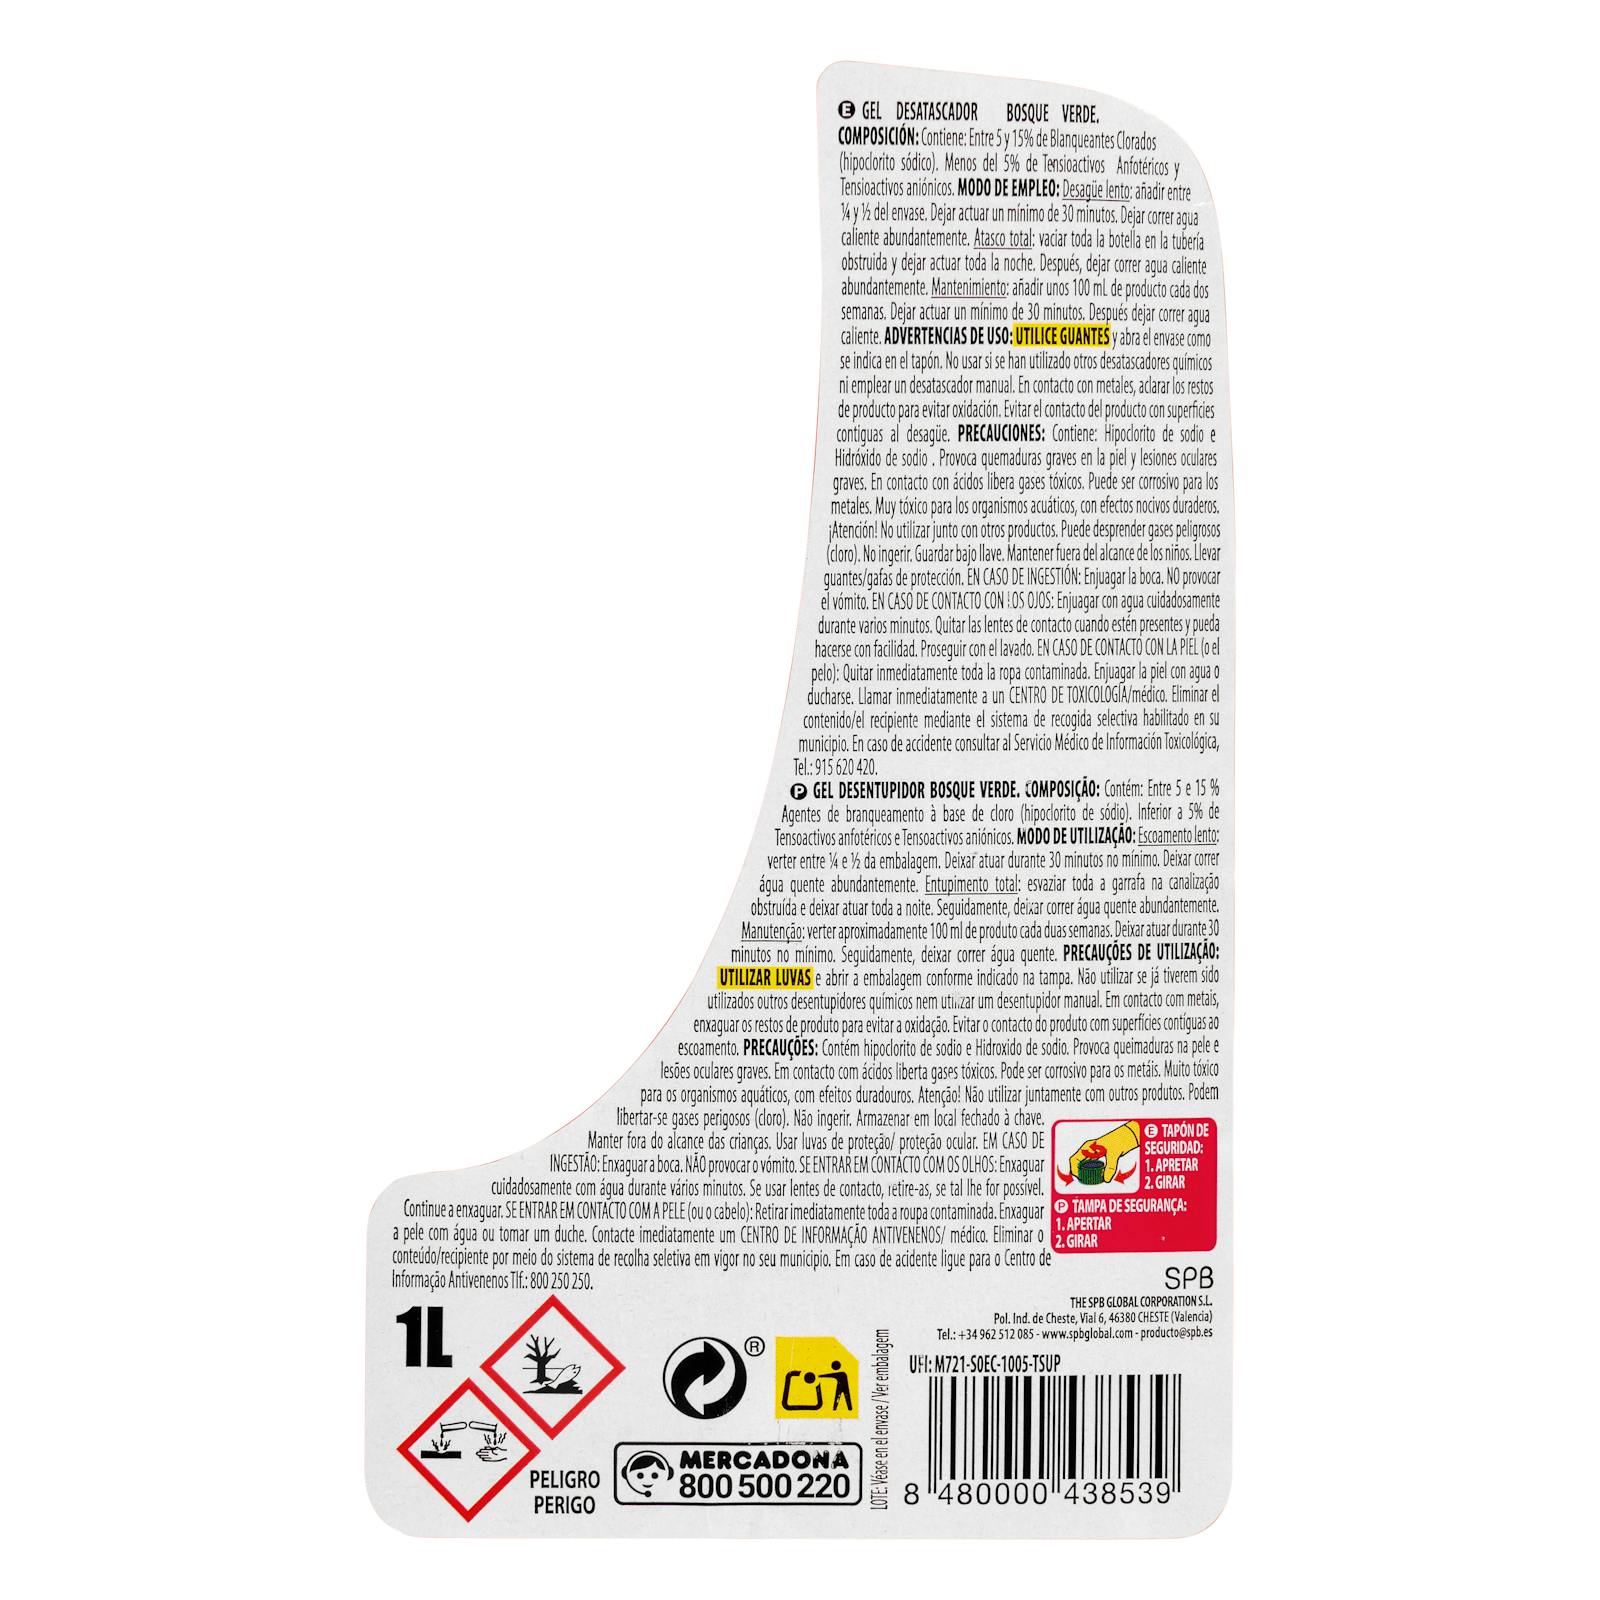 E GEL DESATASCADOR BOSQUE VERDE.
COMPOSICIÓN: Contiene: Entre 5 y 15% de Blanqueantes Clorados
(hipoclorito sódico). Menos del 5% de Tensioactivos Anfotéricos y
Tensioactivos aniónicos. MODO DE EMPLEO: Desagüe lento: añadir entre
¼ y ½ del envase. Dejar actuar un mínimo de 30 minutos. Dejar correr agua
caliente abundantemente. Atasco total: vaciar toda la botella en la tubería
obstruida y dejar actuar toda la noche. Después, dejar correr agua caliente
abundantemente. Mantenimiento: añadir unos 100 mL de producto cada dos
semanas. Dejar actuar un mínimo de 30 minutos. Después dejar correr agua
caliente. ADVERTENCIAS DE USO: UTILICE GUANTES y abra el envase como
se indica en el tapón. No usar si se han utilizado otros desatascadores químicos
ni emplear un desatascador manual. En contacto con metales, aclarar los restos
de producto para evitar oxidación. Evitar el contacto del producto con superficies
contiguas al desagüe. PRECAUCIONES: Contiene: Hipoclorito de sodio e
Hidróxido de sodio . Provoca quemaduras graves en la piel y lesiones oculares
graves. En contacto con ácidos libera gases tóxicos. Puede ser corrosivo para los
metales. Muy tóxico para los organismos acuáticos, con efectos nocivos duraderos.
¡Atención! No utilizar junto con otros productos. Puede desprender gases peligrosos
(cloro). No ingerir. Guardar bajo llave. Mantener fuera del alcance de los niños. Llevar
guantes/gafas de protección. EN CASO DE INGESTIÓN: Enjuagar la boca. NO provocar
el vómito. EN CASO DE CONTACTO CON LOS OJOS: Enjuagar con agua cuidadosamente
durante varios minutos. Quitar las lentes de contacto cuando estén presentes y pueda
hacerse con facilidad. Proseguir con el lavado. EN CASO DE CONTACTO CON LA PIEL (o el
pelo): Quitar inmediatamente toda la ropa contaminada. Enjuagar la piel con agua o
ducharse. Llamar inmediatamente a un CENTRO DE TOXICOLOGÍA/médico. Eliminar el
contenido/el recipiente mediante el sistema de recogida selectiva habilitado en su
municipio. En caso de accidente consultar al Servicio Médico de Información Toxicológica,
Tel.: 915 620 420.
P GEL DESENTUPIDOR BOSQUE VERDE. COMPOSIÇÃO: Contém: Entre 5 e 15 %
Agentes de branqueamento à base de cloro (hipoclorito de sódio). Inferior a 5% de
Tensoactivos anfotéricos e Tensoactivos aniónicos. MODO DE UTILIZAÇÃO: Escoamento lento:
verter entre ¼ e ½ da embalagem. Deixar atuar durante 30 minutos no mínimo. Deixar correr
água quente abundantemente. Entupimento total: esvaziar toda a garrafa na canalização
obstruída e deixar atuar toda a noite. Seguidamente, deixar correr água quente abundantemente.
Manutenção: verter aproximadamente 100 ml de produto cada duas semanas. Deixar atuar durante 30
minutos no mínimo. Seguidamente, deixar correr água quente. PRECAUÇÕES DE UTILIZAÇÃO:
UTILIZAR LUVAS e abrir a embalagem conforme indicado na tampa. Não utilizar se já tiverem sido
utilizados outros desentupidores químicos nem utilizar um desentupidor manual. Em contacto com metais,
enxaguar os restos de produto para evitar a oxidação. Evitar o contacto do produto com superfícies contíguas ao
escoamento. PRECAUÇÕES: Contém hipoclorito de sodio e Hidroxido de sodio. Provoca queimaduras na pele e
lesões oculares graves. Em contacto com ácidos liberta gases tóxicos. Pode ser corrosivo para os metáis. Muito tóxico
para os organismos aquáticos, com efeitos duradouros. Atenção! Não utilizar juntamente com outros produtos. Podem
libertar-se gases perigosos (cloro). Não ingerir. Armazenar em local fechado à chave.
Manter fora do alcance das crianças. Usar luvas de proteção/ proteção ocular. EM CASO DE
INGESTÃO: Enxaguar a boca. NÃO provocar o vómito. SE ENTRAR EM CONTACTO COM OS OLHOS: Enxaguar
cuidadosamente com água durante vários minutos. Se usar lentes de contacto, retire-as, se tal lhe for possível.
Continue a enxaguar. SE ENTRAR EM CONTACTO COM A PELE (ou o cabelo): Retirar imediatamente toda a roupa contaminada. Enxaguar
a pele com água ou tomar um duche. Contacte imediatamente um CENTRO DE INFORMAÇÃO ANTIVENENOS/ médico. Eliminar o
conteúdo/recipiente por meio do sistema de recolha seletiva em vigor no seu município. Em caso de acidente ligue para o Centro de
Informação Antivenenos Tlf.: 800 250 250.
E TAPÓN DE
SEGURIDAD:
1. APRETAR
2. GIRAR
P TAMPA DE SEGURANÇA:
1. APERTAR
2. GIRAR
SPB
THE SPB GLOBAL CORPORATION S.L.
Pol. Ind. de Cheste, Vial 6, 46380 CHESTE (Valencia)
Tel.: +34 962 512 085 - www.spbglobal.com - producto@spb.es
1L
PELIGRO
PERIGO
®
MERCADONA
800 500 220
LOTE: Véase en el envase / Ver embalagem
UFI: M721-S0EC-1005-TSUP
8 480000 438539